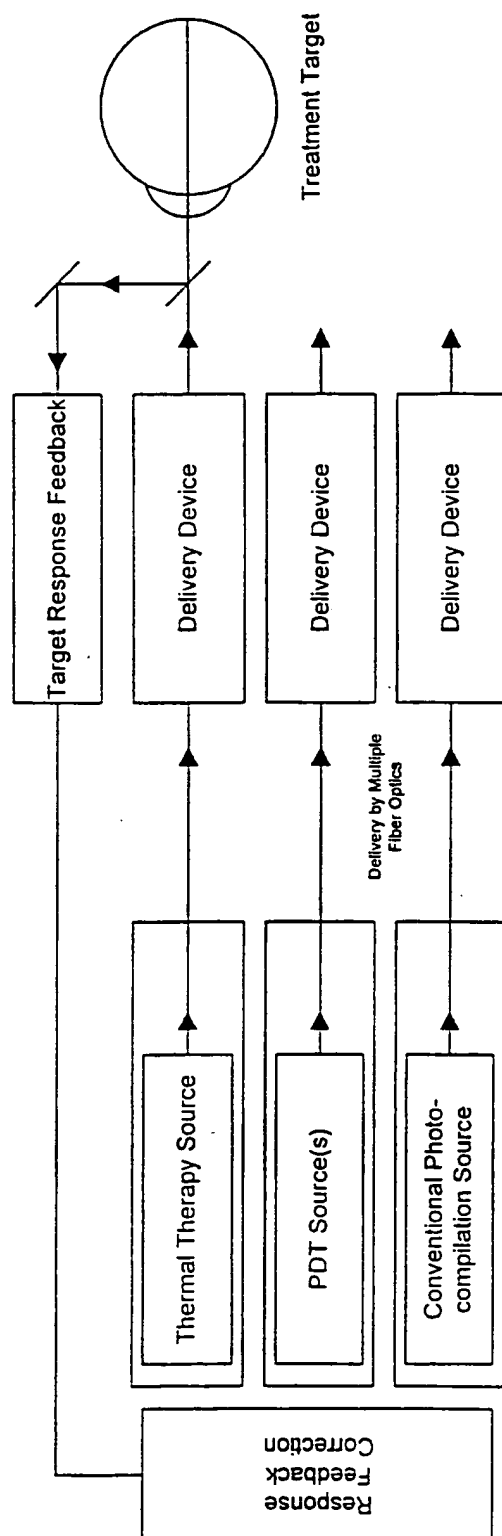 Treatment Target
Target Response Feedback
Delivery Device
Delivery Device
Delivery Device
Delivery by Multiple
Fiber Optics
Thermal Therapy Source
PDT Source(s)
Conventional Photo-
compilation Source
Response
Feedback
Correction